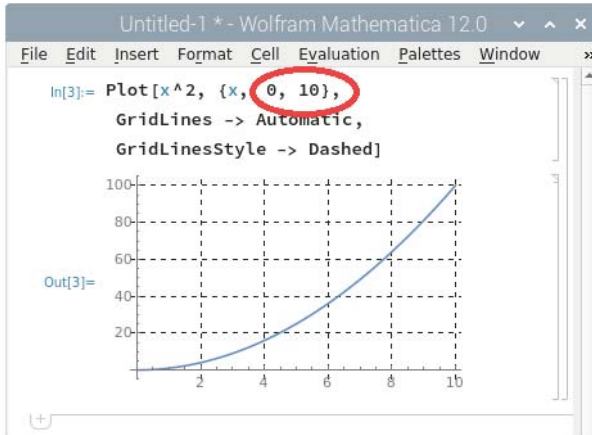 Untitled-1 * - Wolfram Mathematica 12.0
File Edit Insert Format Cell Evaluation Palettes Window »
In[3]:= Plot[x^2, {x, 0, 10},
GridLines -> Automatic,
GridLinesStyle -> Dashed]
100
80
60
Out[3]=
40
20
2 4 6 8 10